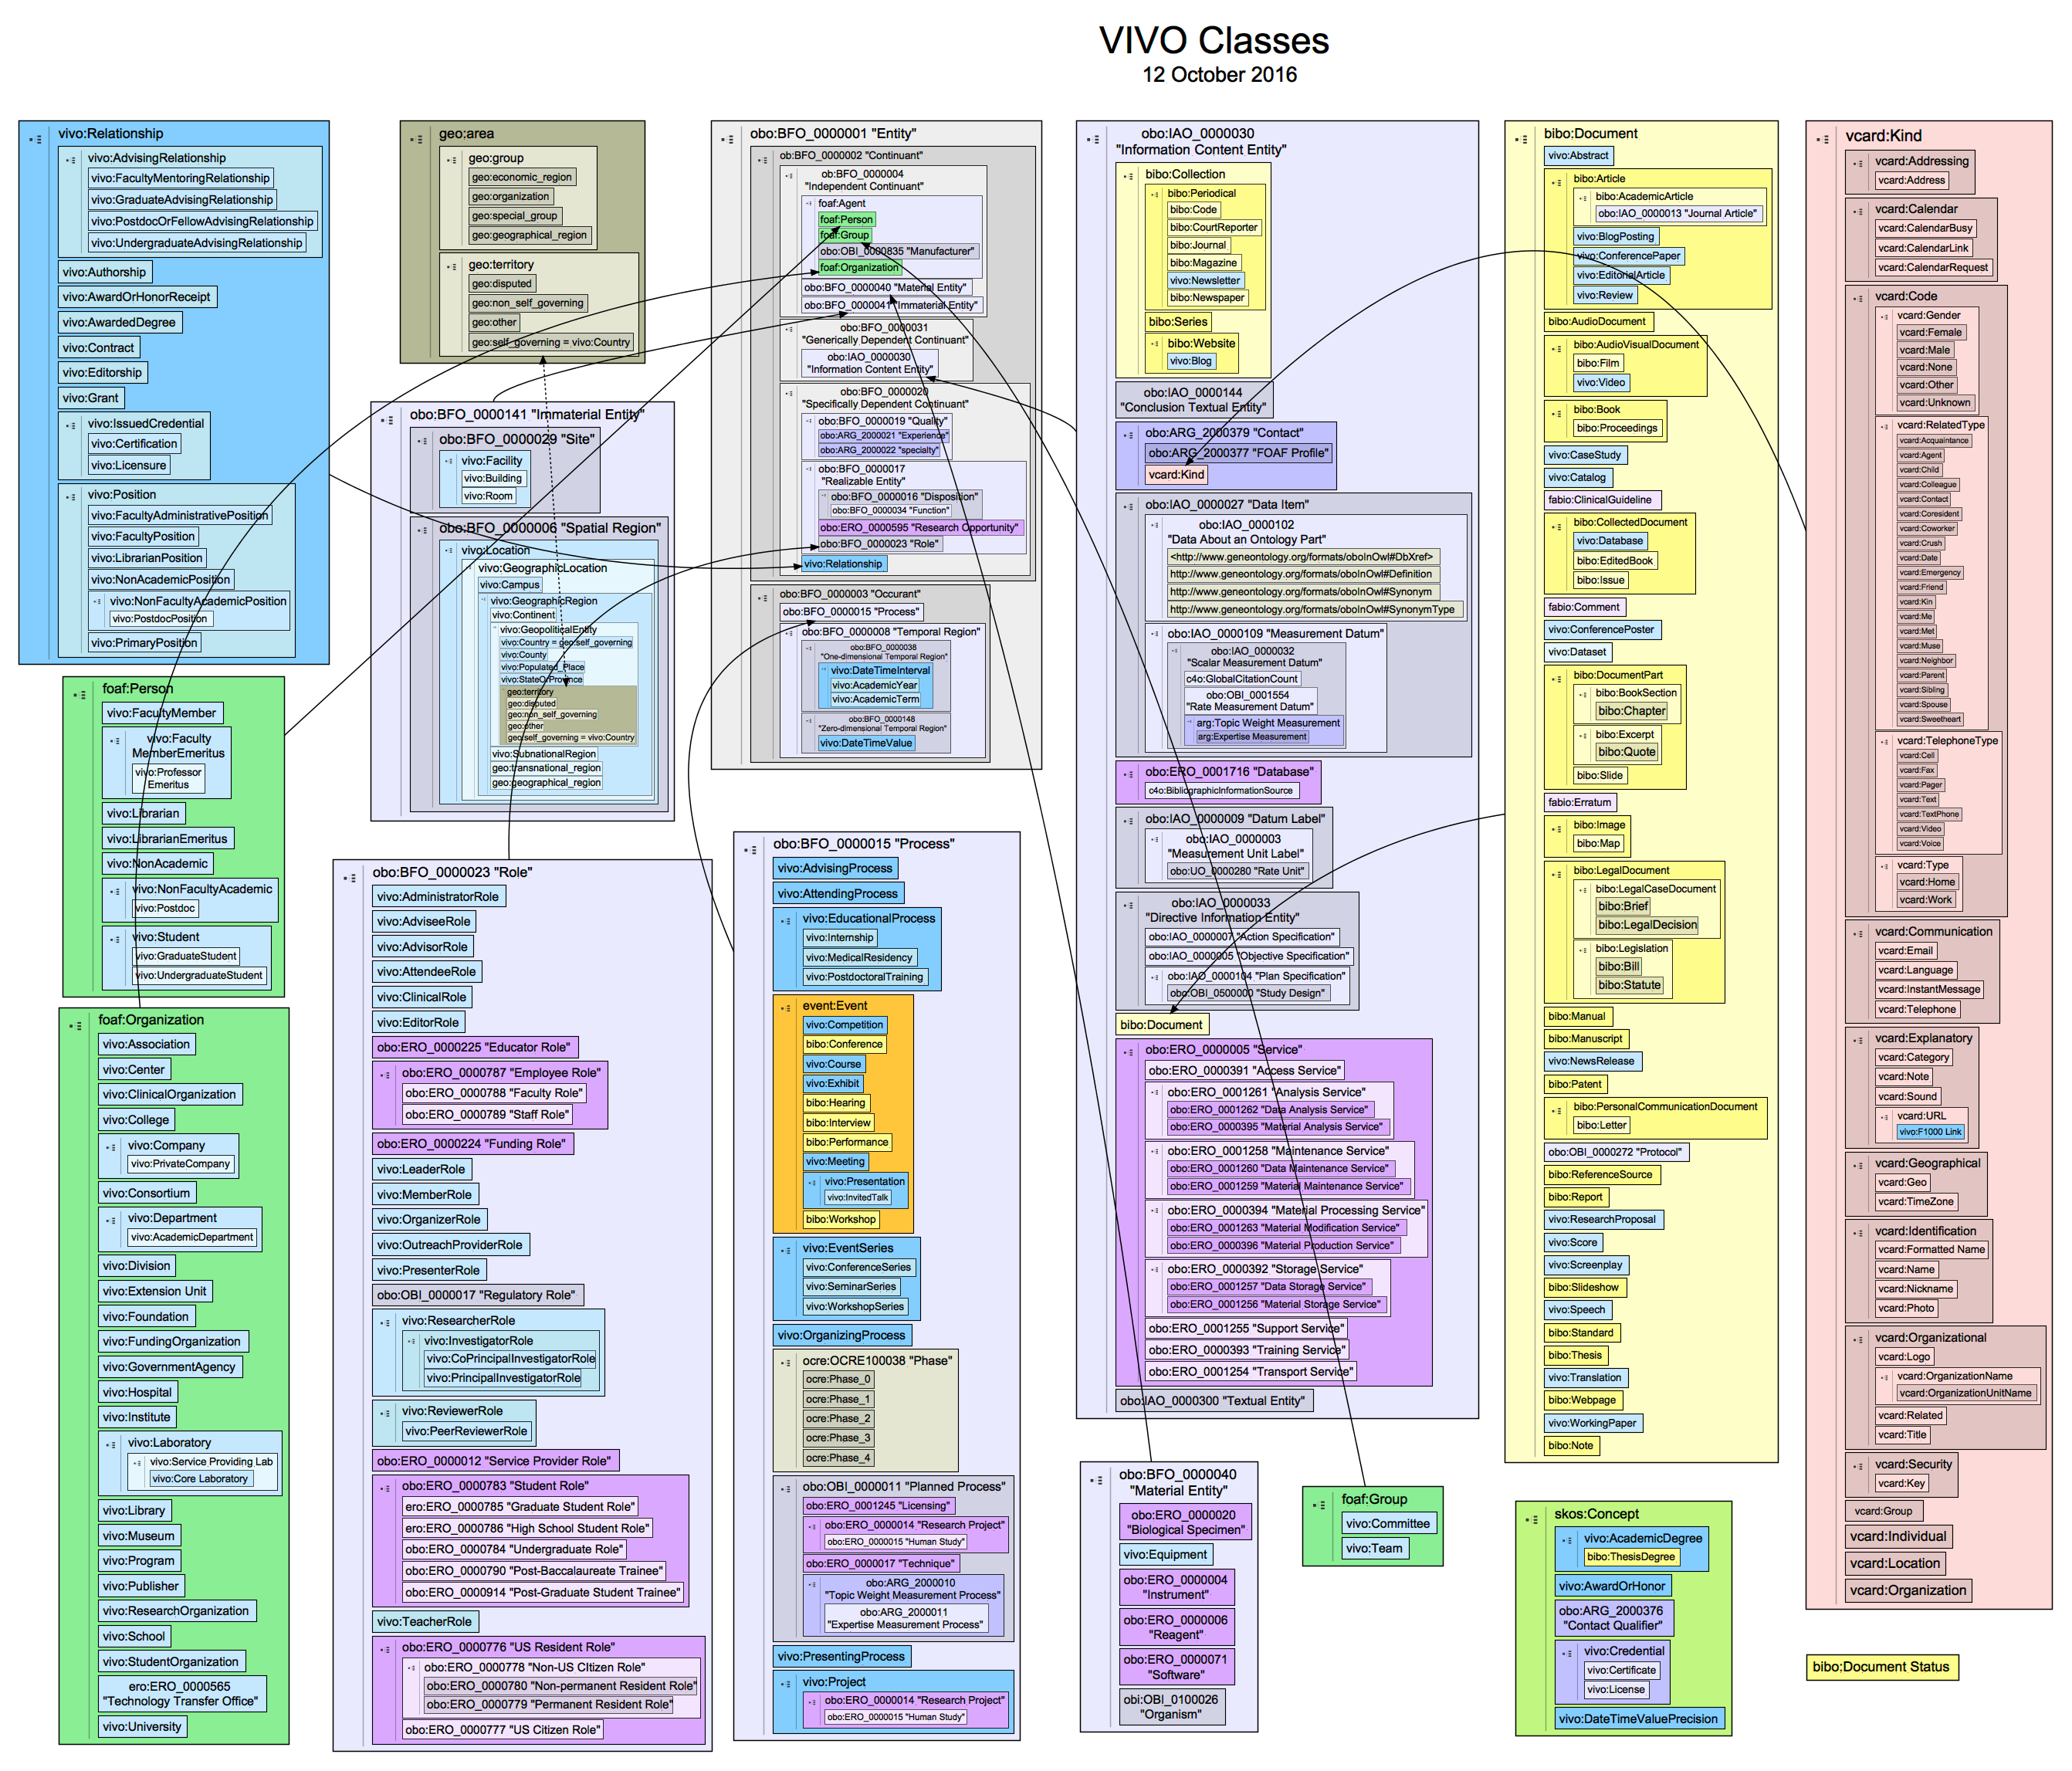 VIVO Classes
12 October 2016
vivo:Relationship
vivo:AdvisingRelationship
vivo:FacultyMentoringRelationship
vivo:GraduateAdvisingRelationship
vivo:PostdocOrFellowAdvisingRelationship
vivo:UndergraduateAdvisingRelationship
vivo:Authorship
vivo:AwardOrHonorReceipt
vivo:AwardedDegree
vivo:Contract
vivo:Editorship
vivo:Grant
vivo:IssuedCredential
vivo:Certification
vivo:Licensure
vivo:Position
vivo:FacultyAdministrativePosition
vivo:FacultyPosition
vivo:LibrarianPosition
vivo:NonAcademicPosition
vivo:NonFacultyAcademicPosition
vivo:PostdocPosition
vivo:PrimaryPosition
foaf:Person
vivo:FacultyMember
vivo:Faculty
MemberEmeritus
vivo:Professor
Emeritus
vivo:Librarian
vivo:LibrarianEmeritus
vivo:NonAcademic
vivo:NonFacultyAcademic
vivo:Postdoc
vivo:Student
vivo:GraduateStudent
vivo:UndergraduateStudent
foaf:Organization
vivo:Association
vivo:Center
vivo:ClinicalOrganization
vivo:College
vivo:Company
vivo:PrivateCompany
vivo:Consortium
vivo:Department
vivo:AcademicDepartment
vivo:Division
vivo:Extension Unit
vivo:Foundation
vivo:FundingOrganization
vivo:GovernmentAgency
vivo:Hospital
vivo:Institute
vivo:Laboratory
vivo:Service Providing Lab
vivo:Core Laboratory
vivo:Library
vivo:Museum
vivo:Program
vivo:Publisher
vivo:ResearchOrganization
vivo:School
vivo:StudentOrganization
ero:ERO_0000565
"Technology Transfer Office"
vivo:University
geo:area
geo:group
geo:economic_region
geo:organization
geo:special_group
geo:geographical_region
geo:territory
geo:disputed
geo:non_self_governing
geo:other
geo:self_governing = vivo:Country
obo:BFO_0000141 "Immaterial Entity"
obo:BFO_0000029 "Site"
vivo:Facility
vivo:Building
vivo:Room
obo:BFO_0000006 "Spatial Region"
vivo:Location
vivo:GeographicLocation
vivo:Campus
vivo:GeographicRegion
vivo:Continent
vivo:GeopoliticalEntity
vivo:Country = geo:self_governing
vivo:County
vivo:Populated_Place
vivo:StateOrProvince
geo:territory
geo:disputed
geo:non_self_governing
geo:other
geo:self_governing = vivo:Country
vivo:SubnationalRegion
geo:transnational_region
geo:geographical_region
obo:BFO_0000023 "Role"
vivo:AdministratorRole
vivo:AdviseeRole
vivo:AdvisorRole
vivo:AttendeeRole
vivo:ClinicalRole
vivo:EditorRole
obo:ERO_0000225 "Educator Role"
obo:ERO_0000787 "Employee Role"
obo:ERO_0000788 "Faculty Role"
obo:ERO_0000789 "Staff Role"
obo:ERO_0000224 "Funding Role"
vivo:LeaderRole
vivo:MemberRole
vivo:OrganizerRole
vivo:OutreachProviderRole
vivo:PresenterRole
obo:OBI_0000017 "Regulatory Role"
vivo:ResearcherRole
vivo:InvestigatorRole
vivo:CoPrincipalInvestigatorRole
vivo:PrincipalInvestigatorRole
vivo:ReviewerRole
vivo:PeerReviewerRole
obo:ERO_0000012 "Service Provider Role"
obo:ERO_0000783 "Student Role"
ero:ERO_0000785 "Graduate Student Role"
ero:ERO_0000786 "High School Student Role"
obo:ERO_0000784 "Undergraduate Role"
obo:ERO_0000790 "Post-Baccalaureate Trainee"
obo:ERO_0000914 "Post-Graduate Student Trainee"
vivo:TeacherRole
obo:ERO_0000776 "US Resident Role"
obo:ERO_0000778 "Non-US CItizen Role"
obo:ERO_0000780 "Non-permanent Resident Role"
obo:ERO_0000779 "Permanent Resident Role"
obo:ERO_0000777 "US Citizen Role"
obo:BFO_0000001 "Entity"
ob:BFO_0000002 "Continuant"
ob:BFO_0000004
"Independent Continuant"
foaf:Agent
foaf:Person
foaf:Group
obo:OBI_0000835 "Manufacturer"
foaf:Organization
obo:BFO_0000040 "Material Entity"
obo:BFO_0000041 "Immaterial Entity"
obo:BFO_0000031
"Generically Dependent Continuant"
obo:IAO_0000030
"Information Content Entity"
obo:BFO_0000020
"Specifically Dependent Continuant"
obo:BFO_0000019 "Quality"
obo:ARG_2000021 "Experience"
obo:ARG_2000022 "specialty"
obo:BFO_0000017
"Realizable Entity"
obo:BFO_0000016 "Disposition"
obo:BFO_0000034 "Function"
obo:ERO_0000595 "Research Opportunity"
obo:BFO_0000023 "Role"
vivo:Relationship
obo:BFO_0000003 "Occurant"
obo:BFO_0000015 "Process"
obo:BFO_0000008 "Temporal Region"
obo:BFO_0000038
"One-dimensional Temporal Region"
vivo:DateTimeInterval
vivo:AcademicYear
vivo:AcademicTerm
obo:BFO_0000148
"Zero-dimensional Temporal Region"
vivo:DateTimeValue
obo:BFO_0000015 "Process"
vivo:AdvisingProcess
vivo:AttendingProcess
vivo:EducationalProcess
vivo:Internship
vivo:MedicalResidency
vivo:PostdoctoralTraining
event:Event
vivo:Competition
bibo:Conference
vivo:Course
vivo:Exhibit
bibo:Hearing
bibo:Interview
bibo:Performance
vivo:Meeting
vivo:Presentation
vivo:InvitedTalk
bibo:Workshop
vivo:EventSeries
vivo:ConferenceSeries
vivo:SeminarSeries
vivo:WorkshopSeries
vivo:OrganizingProcess
ocre:OCRE100038 "Phase"
ocre:Phase_0
ocre:Phase_1
ocre:Phase_2
ocre:Phase_3
ocre:Phase_4
obo:OBI_0000011 "Planned Process"
obo:ERO_0001245 "Licensing"
obo:ERO_0000014 "Research Project"
obo:ERO_0000015 "Human Study"
obo:ERO_0000017 "Technique"
obo:ARG_2000010
"Topic Weight Measurement Process"
obo:ARG_2000011
"Expertise Measurement Process"
vivo:PresentingProcess
vivo:Project
obo:ERO_0000014 "Research Project"
obo:ERO_0000015 "Human Study"
obo:IAO_0000030
"Information Content Entity"
bibo:Collection
bibo:Periodical
bibo:Code
bibo:CourtReporter
bibo:Journal
bibo:Magazine
vivo:Newsletter
bibo:Newspaper
bibo:Series
bibo:Website
vivo:Blog
obo:IAO_0000144
"Conclusion Textual Entity"
obo:ARG_2000379 "Contact"
obo:ARG_2000377 "FOAF Profile"
vcard:Kind
obo:IAO_0000027 "Data Item"
obo:IAO_0000102
"Data About an Ontology Part"
<http://www.geneontology.org/formats/oboInOwl#DbXref>
http://www.geneontology.org/formats/oboInOwl#Definition
http://www.geneontology.org/formats/oboInOwl#Synonym
http://www.geneontology.org/formats/oboInOwl#SynonymType
obo:IAO_0000109 "Measurement Datum"
obo:IAO_0000032
"Scalar Measurement Datum"
c4o:GlobalCitationCount
obo:OBI_0001554
"Rate Measurement Datum"
arg:Topic Weight Measurement
arg:Expertise Measurement
obo:ERO_0001716 "Database"
c4o:BibliographicInformationSource
obo:IAO_0000009 "Datum Label"
obo:IAO_0000003
"Measurement Unit Label"
obo:UO_0000280 "Rate Unit"
obo:IAO_0000033
"Directive Information Entity"
obo:IAO_0000007 "Action Specification"
obo:IAO_0000005 "Objective Specification"
obo:IAO_0000104 "Plan Specification"
obo:OBI_0500000 "Study Design"
bibo:Document
obo:ERO_0000005 "Service"
obo:ERO_0000391 "Access Service"
obo:ERO_0001261 "Analysis Service"
obo:ERO_0001262 "Data Analysis Service"
obo:ERO_0000395 "Material Analysis Service"
obo:ERO_0001258 "Maintenance Service"
obo:ERO_0001260 "Data Maintenance Service"
obo:ERO_0001259 "Material Maintenance Service"
obo:ERO_0000394 "Material Processing Service"
obo:ERO_0001263 "Material Modification Service"
obo:ERO_0000396 "Material Production Service"
obo:ERO_0000392 "Storage Service"
obo:ERO_0001257 "Data Storage Service"
obo:ERO_0001256 "Material Storage Service"
obo:ERO_0001255 "Support Service"
obo:ERO_0000393 "Training Service"
obo:ERO_0001254 "Transport Service"
obo:IAO_0000300 "Textual Entity"
obo:BFO_0000040
"Material Entity"
obo:ERO_0000020
"Biological Specimen"
vivo:Equipment
obo:ERO_0000004
"Instrument"
obo:ERO_0000006
"Reagent"
obo:ERO_0000071
"Software"
obi:OBI_0100026
"Organism"
foaf:Group
vivo:Committee
vivo:Team
bibo:Document
vivo:Abstract
bibo:Article
bibo:AcademicArticle
obo:IAO_0000013 "Journal Article"
vivo:BlogPosting
vivo:ConferencePaper
vivo:EditorialArticle
vivo:Review
bibo:AudioDocument
bibo:AudioVisualDocument
bibo:Film
vivo:Video
bibo:Book
bibo:Proceedings
vivo:CaseStudy
vivo:Catalog
fabio:ClinicalGuideline
bibo:CollectedDocument
vivo:Database
bibo:EditedBook
bibo:Issue
fabio:Comment
vivo:ConferencePoster
vivo:Dataset
bibo:DocumentPart
bibo:BookSection
bibo:Chapter
bibo:Excerpt
bibo:Quote
bibo:Slide
fabio:Erratum
bibo:Image
bibo:Map
bibo:LegalDocument
bibo:LegalCaseDocument
bibo:Brief
bibo:LegalDecision
bibo:Legislation
bibo:Bill
bibo:Statute
bibo:Manual
bibo:Manuscript
vivo:NewsRelease
bibo:Patent
bibo:PersonalCommunicationDocument
bibo:Letter
obo:OBI_0000272 "Protocol"
bibo:ReferenceSource
bibo:Report
vivo:ResearchProposal
vivo:Score
vivo:Screenplay
bibo:Slideshow
vivo:Speech
bibo:Standard
bibo:Thesis
vivo:Translation
bibo:Webpage
vivo:WorkingPaper
bibo:Note
skos:Concept
vivo:AcademicDegree
bibo:ThesisDegree
vivo:AwardOrHonor
obo:ARG_2000376
"Contact Qualifier"
vivo:Credential
vivo:Certificate
vivo:License
vivo:DateTimeValuePrecision
vcard:Kind
vcard:Addressing
vcard:Address
vcard:Calendar
vcard:CalendarBusy
vcard:CalendarLink
vcard:CalendarRequest
vcard:Code
vcard:Gender
vcard:Female
vcard:Male
vcard:None
vcard:Other
vcard:Unknown
vcard:RelatedType
vcard:Acquaintance
vcard:Agent
vcard:Child
vcard:Colleague
vcard:Contact
vcard:Coresident
vcard:Coworker
vcard:Crush
vcard:Date
vcard:Emergency
vcard:Friend
vcard:Kin
vcard:Me
vcard:Met
vcard:Muse
vcard:Neighbor
vcard:Parent
vcard:Sibling
vcard:Spouse
vcard:Sweetheart
vcard:TelephoneType
vcard:Cell
vcard:Fax
vcard:Pager
vcard:Text
vcard:TextPhone
vcard:Video
vcard:Voice
vcard:Type
vcard:Home
vcard:Work
vcard:Communication
vcard:Email
vcard:Language
vcard:InstantMessage
vcard:Telephone
vcard:Explanatory
vcard:Category
vcard:Note
vcard:Sound
vcard:URL
vivo:F1000 Link
vcard:Geographical
vcard:Geo
vcard:TimeZone
vcard:Identification
vcard:Formatted Name
vcard:Name
vcard:Nickname
vcard:Photo
vcard:Organizational
vcard:Logo
vcard:OrganizationName
vcard:OrganizationUnitName
vcard:Related
vcard:Title
vcard:Security
vcard:Key
vcard:Group
vcard:Individual
vcard:Location
vcard:Organization
bibo:Document Status